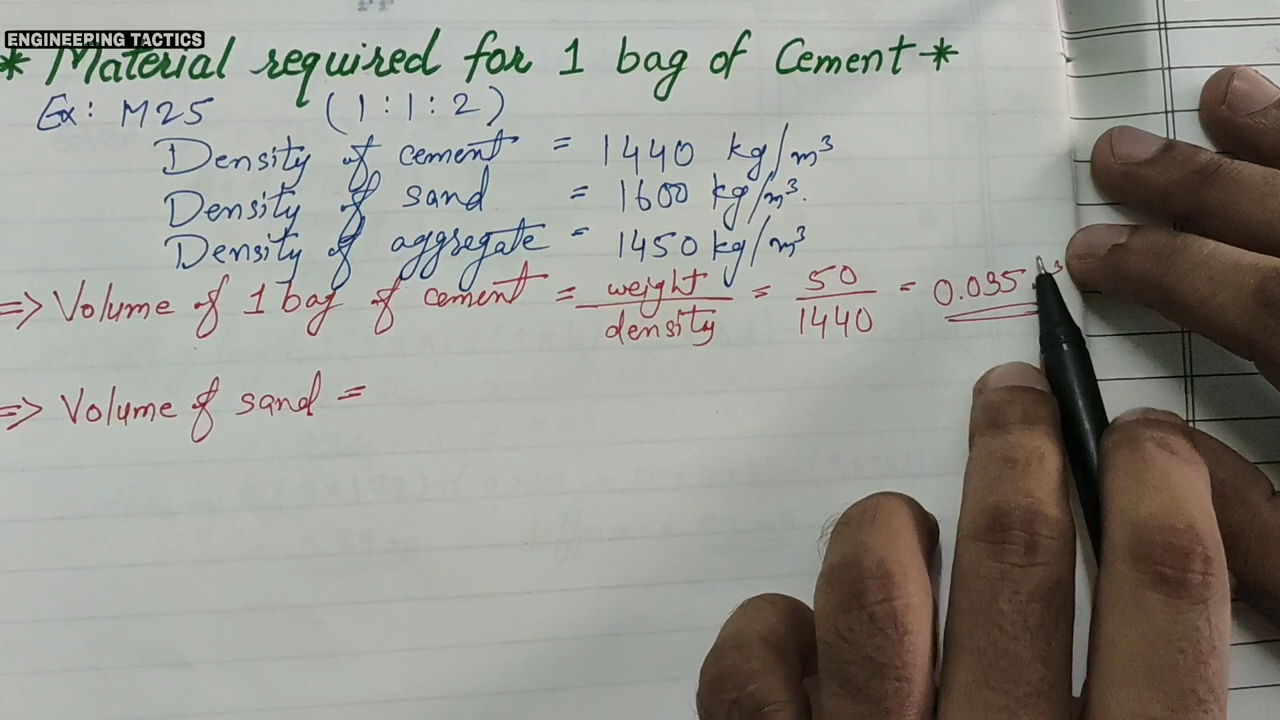 ENGINEERING TACTICS
* Material required for 1 bag of Cement *
Ex: M25 (1:1:2)
Density of cement = 1440 kg/m³
Density of sand = 1600 kg/m³.
Density of aggregate = 1450 kg/m³
=> Volume of 1 bag of cement = weight/density = 50/1440 = 0.035
=> Volume of sand =